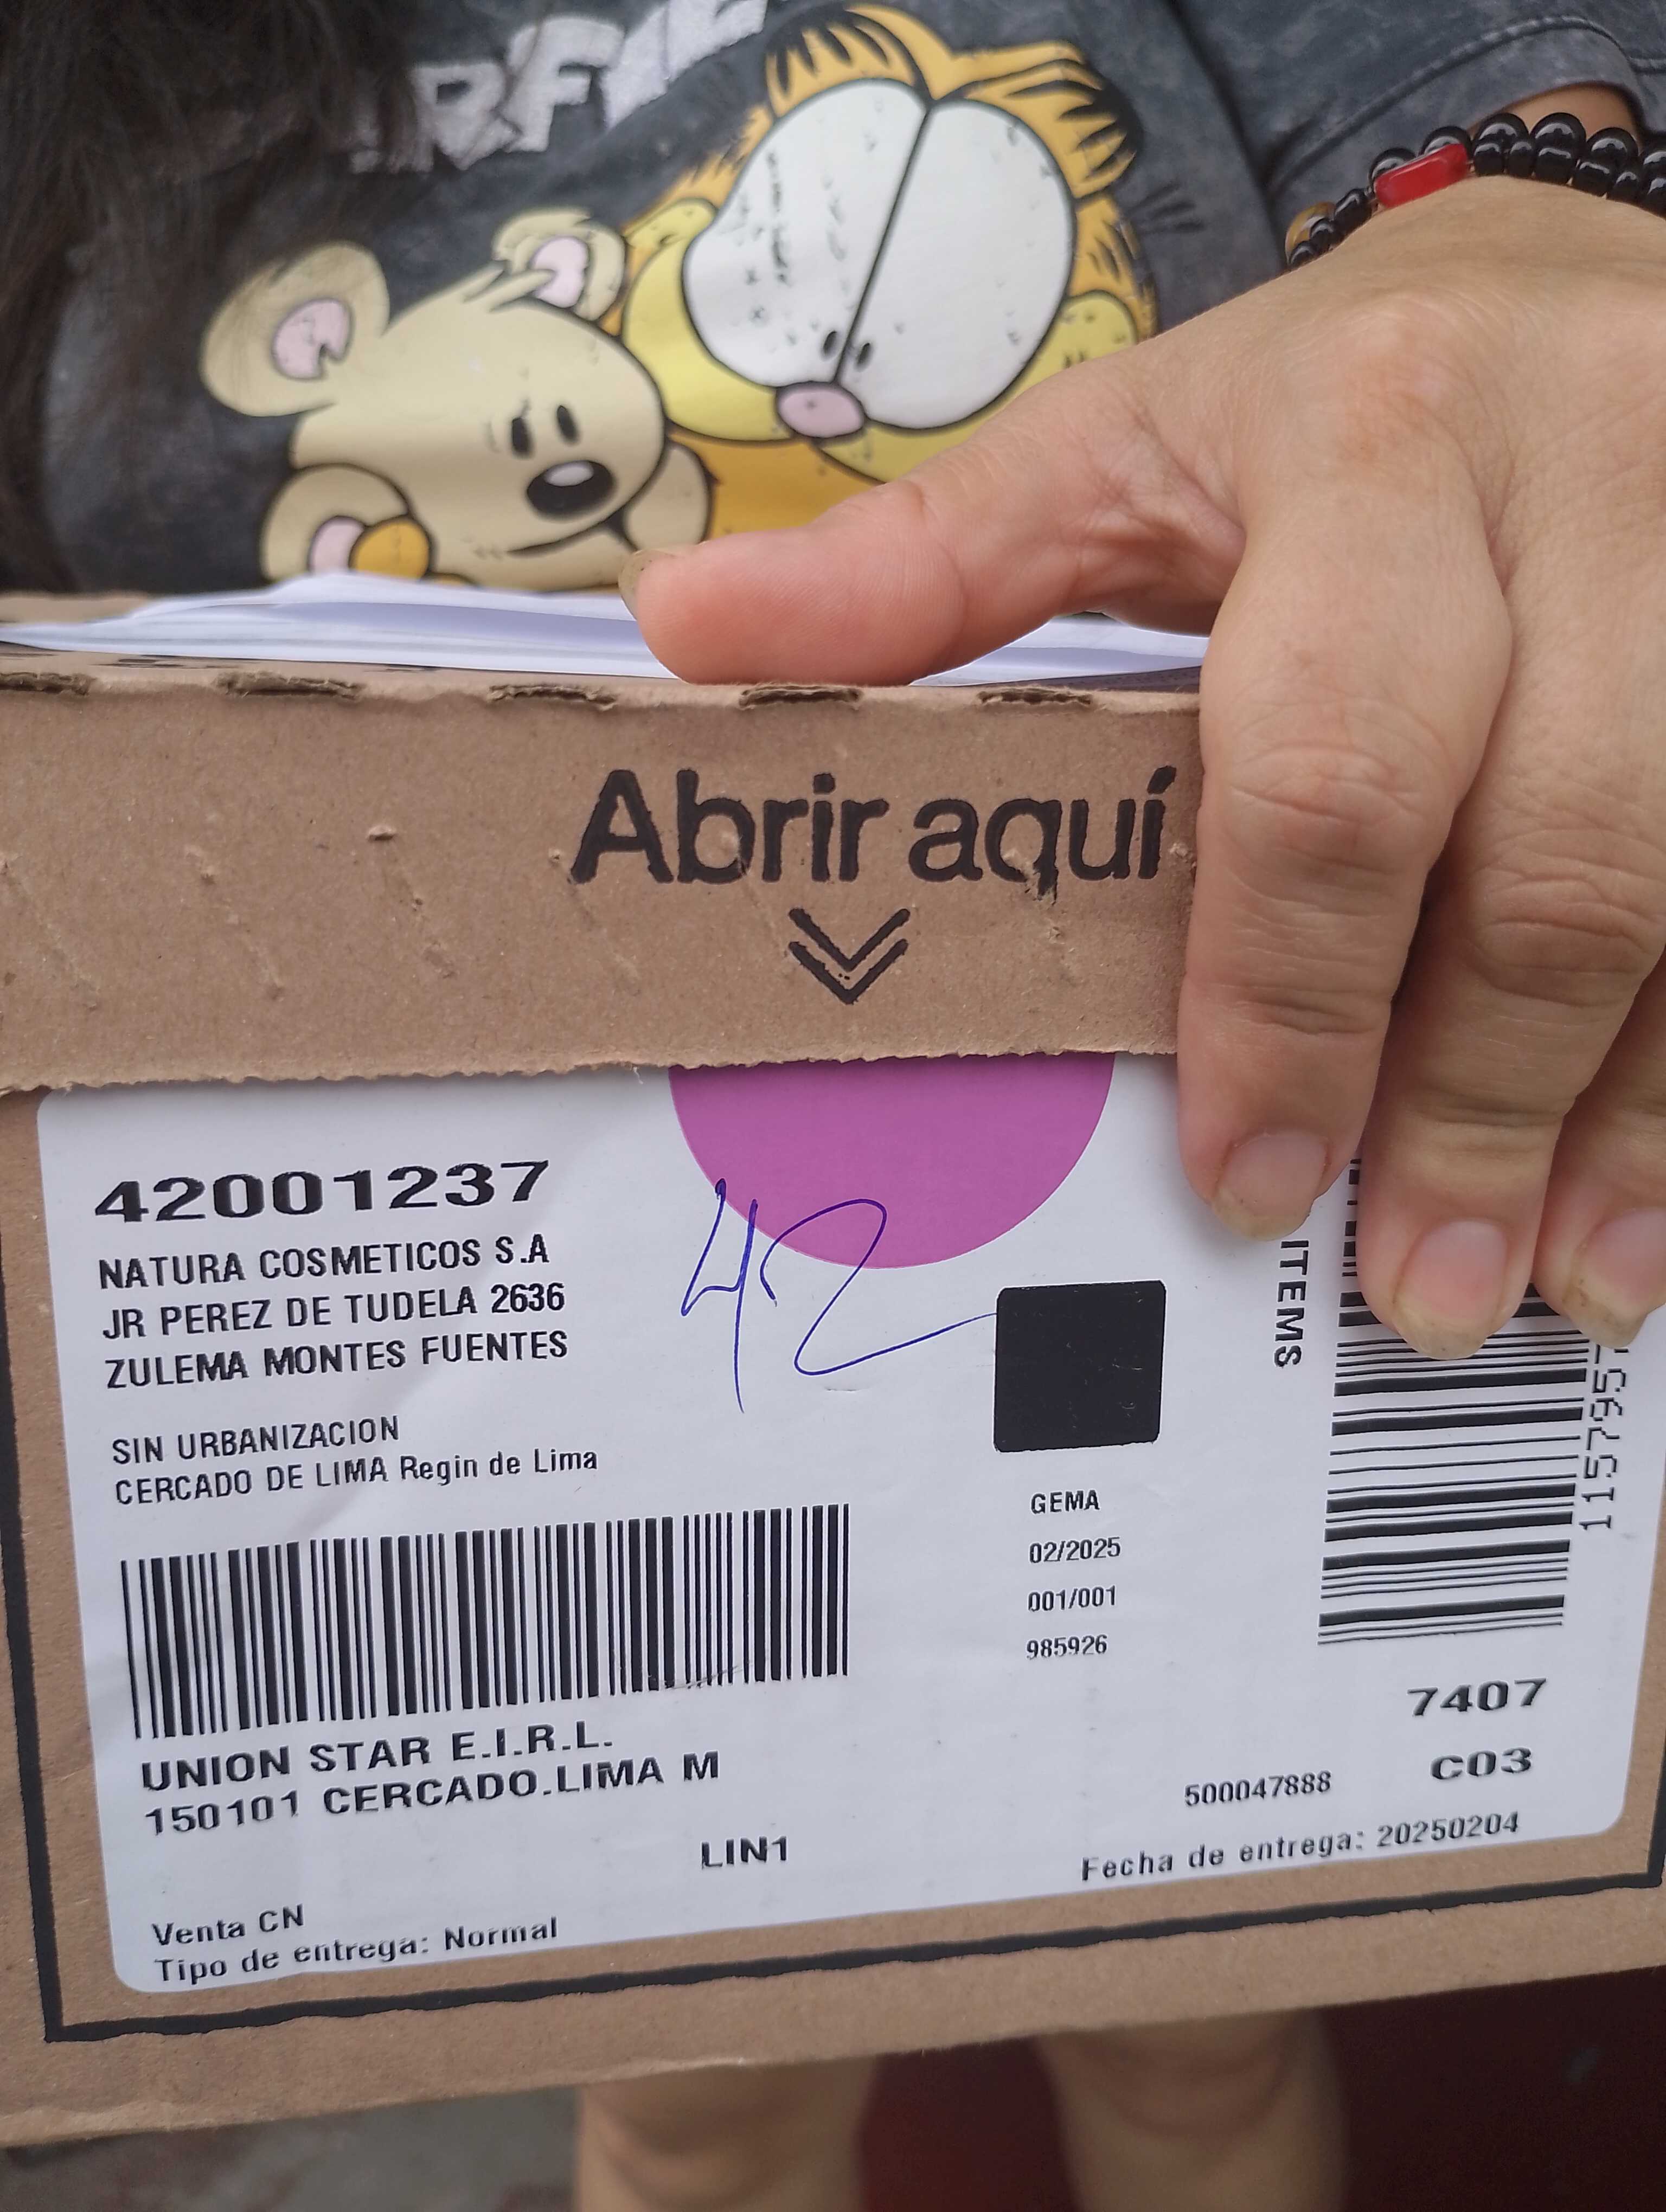 Abrir aquí
42001237
NATURA COSMETICOS S.A
JR PEREZ DE TUDELA 2636
ZULEMA MONTES FUENTES
SIN URBANIZACION
CERCADO DE LIMA Regin de Lima
42
ITEMS
GEMA
02/2025
001/001
985926
UNION STAR E.I.R.L.
150101 CERCADO.LIMA M
LIN1
7407
C03
500047888
Fecha de entrega: 20250204
Venta CN
Tipo de entrega: Normal